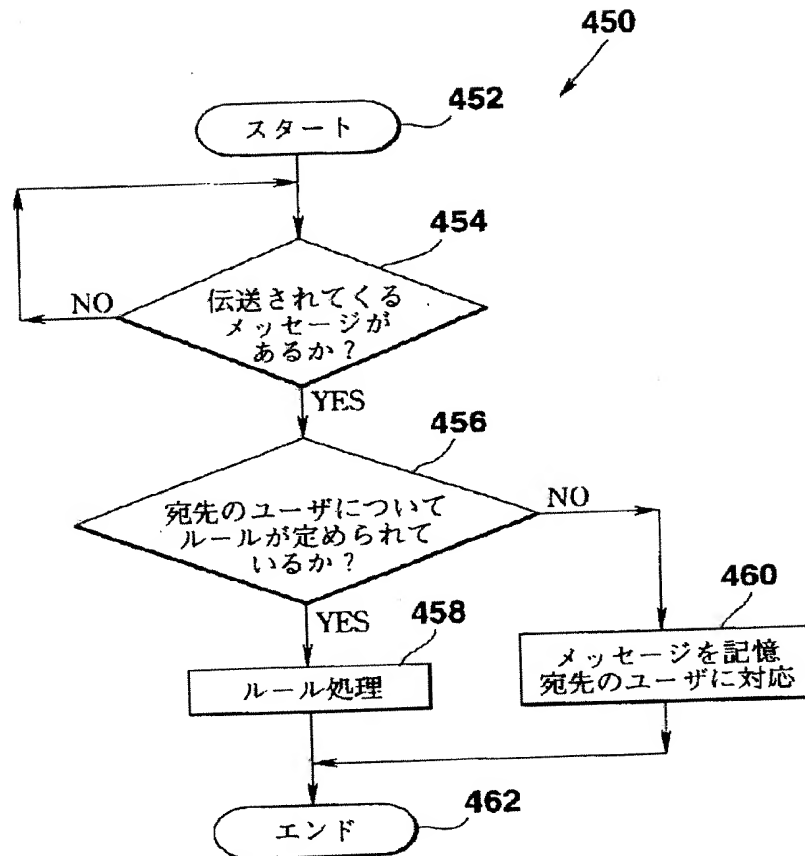 450
452
スタート
454
伝送されてくる
メッセージが
あるか？
NO
YES
456
宛先のユーザについて
ルールが定められて
いるか？
NO
YES
458
ルール処理
460
メッセージを記憶
宛先のユーザに対応
462
エンド